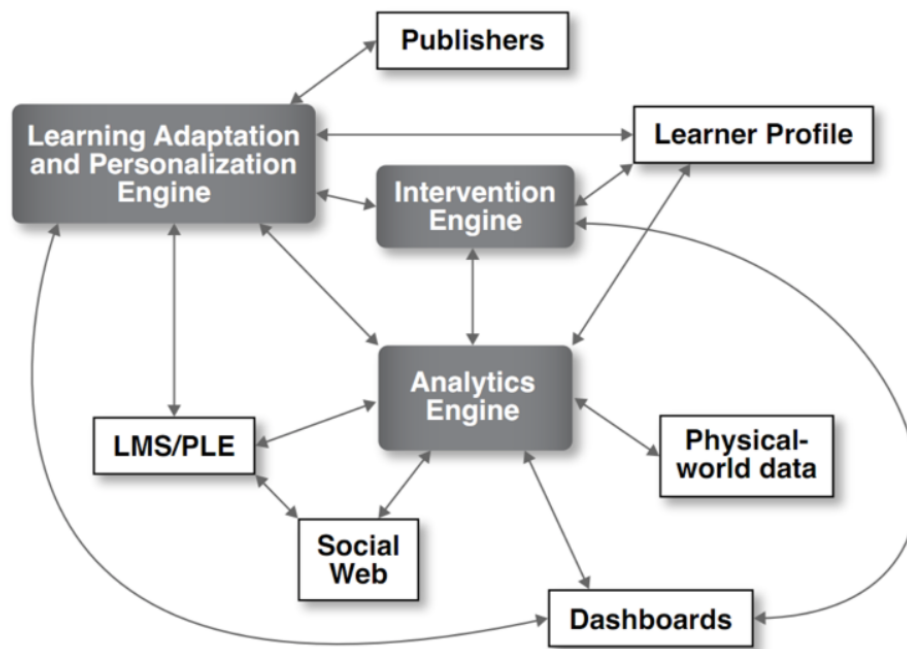 Publishers
Learning Adaptation
and Personalization
Engine
Learner Profile
Intervention
Engine
Analytics
Engine
LMS/PLE
Physical-
world data
Social
Web
Dashboards